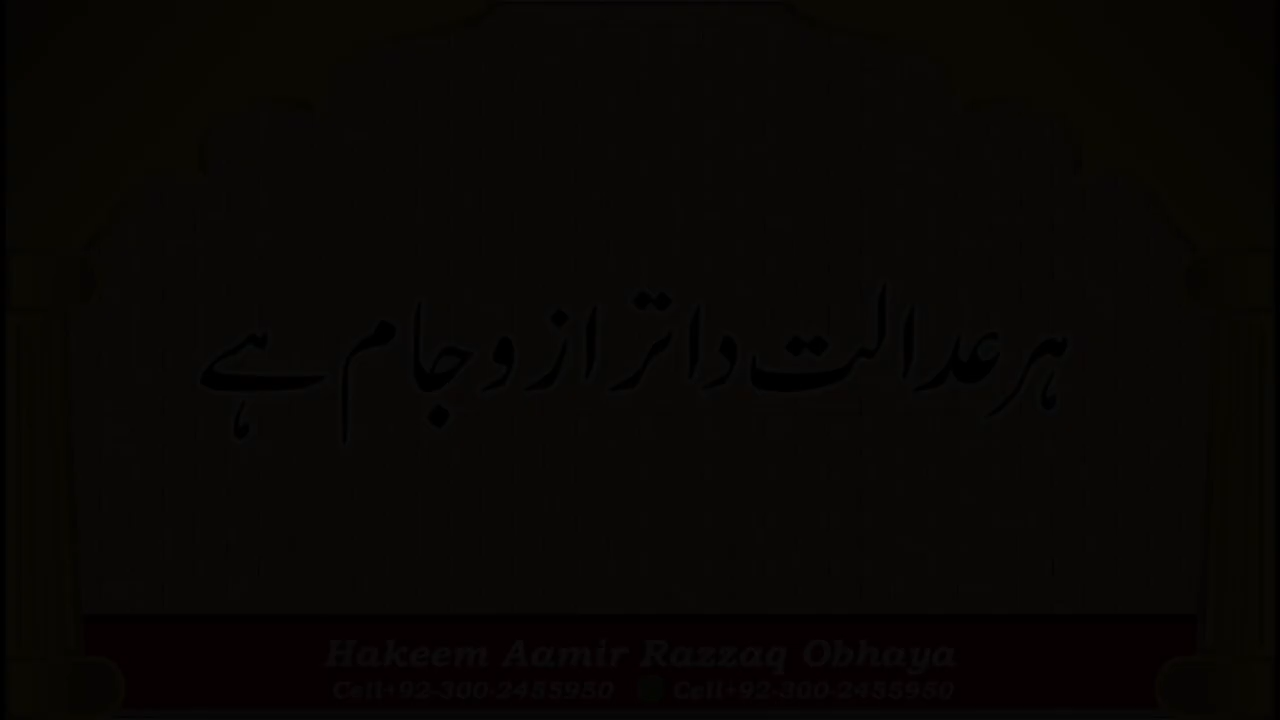 ہر عدالت دا ترازو جام ہے
Hakeem Aamir Razzaq Obhaya
Cell+92-300-2455950 Cell+92-300-2455950